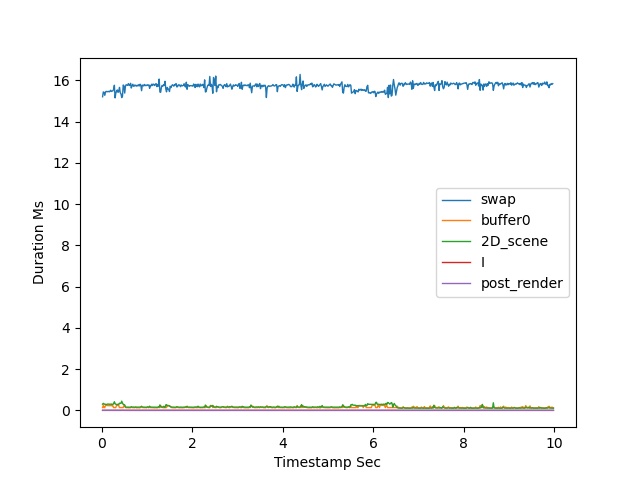 16
14
12
10
8
6
4
2
0
Duration Ms
swap
buffer0
2D_scene
I
post_render
0 2 4 6 8 10
Timestamp Sec